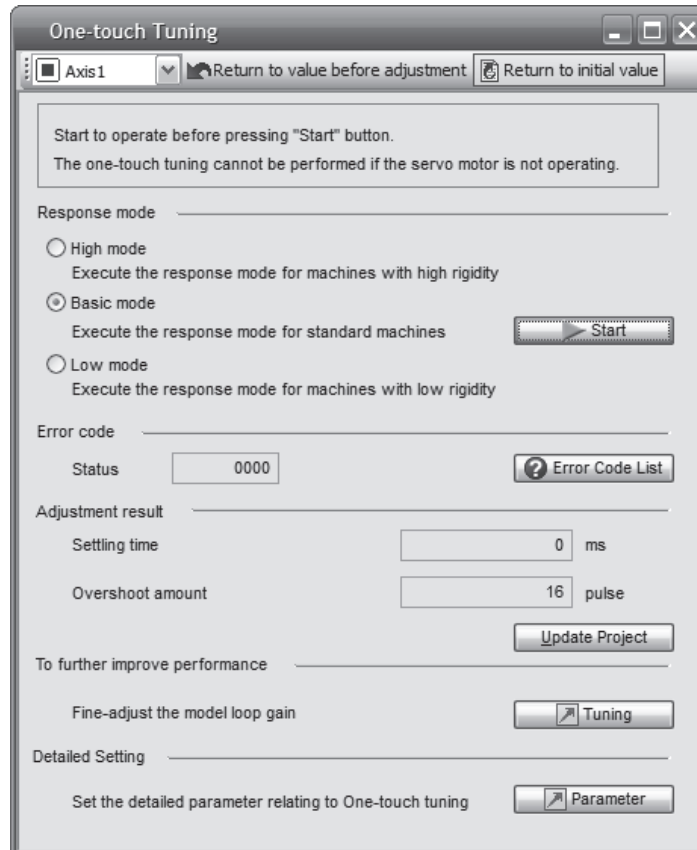 One-touch Tuning
Axis1 Return to value before adjustment Return to initial value
Start to operate before pressing "Start" button.
The one-touch tuning cannot be performed if the servo motor is not operating.
Response mode
High mode
Execute the response mode for machines with high rigidity
Basic mode
Execute the response mode for standard machines Start
Low mode
Execute the response mode for machines with low rigidity
Error code
Status 0000 Error Code List
Adjustment result
Settling time 0 ms
Overshoot amount 16 pulse
Update Project
To further improve performance
Fine-adjust the model loop gain Tuning
Detailed Setting
Set the detailed parameter relating to One-touch tuning Parameter